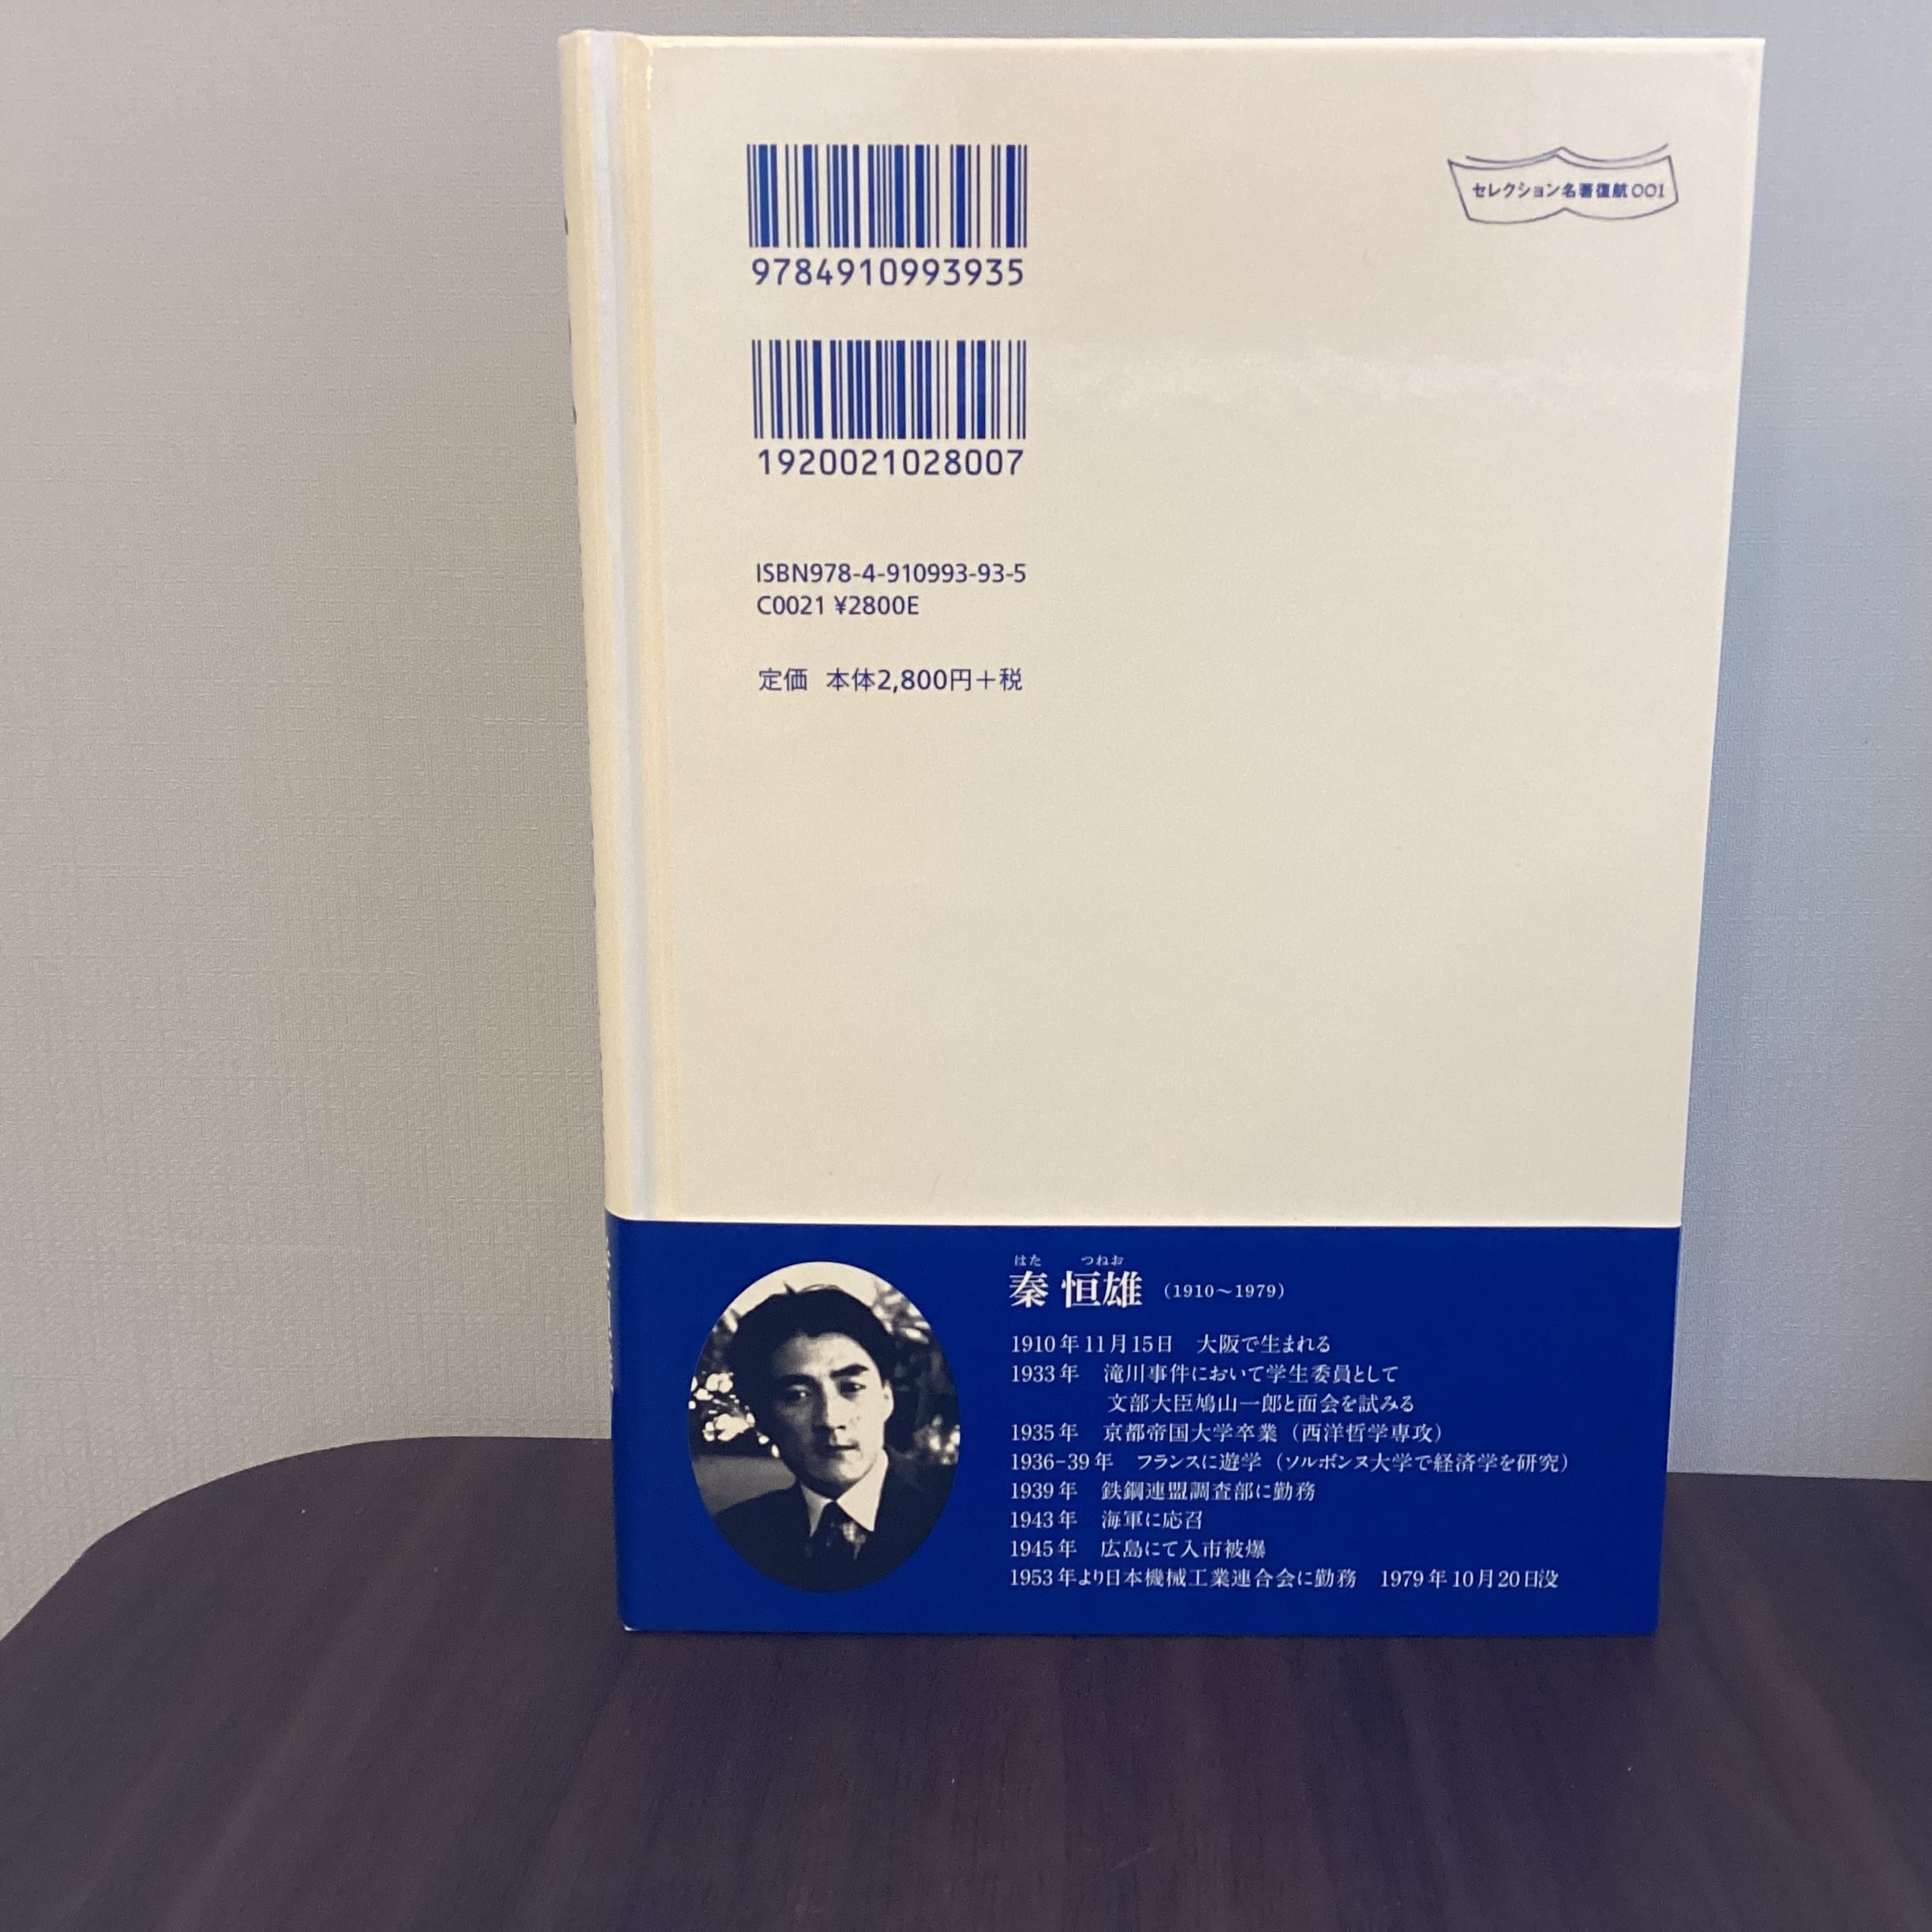 9784910993935
セレクション名著復航001
1920021028007
ISBN978-4-910993-93-5
C0021 ¥2800E
定価 本体2,800円＋税
はた つねお
秦 恒雄 (1910～1979)
1910年11月15日 大阪で生まれる
1933年 滝川事件において学生委員として
文部大臣鳩山一郎と面会を試みる
1935年 京都帝国大学卒業（西洋哲学専攻）
1936-39年 フランスに遊学（ソルボンヌ大学で経済学を研究）
1939年 鉄鋼連盟調査部に勤務
1943年 海軍に応召
1945年 広島にて入市被爆
1953年より日本機械工業連合会に勤務 1979年10月20日没